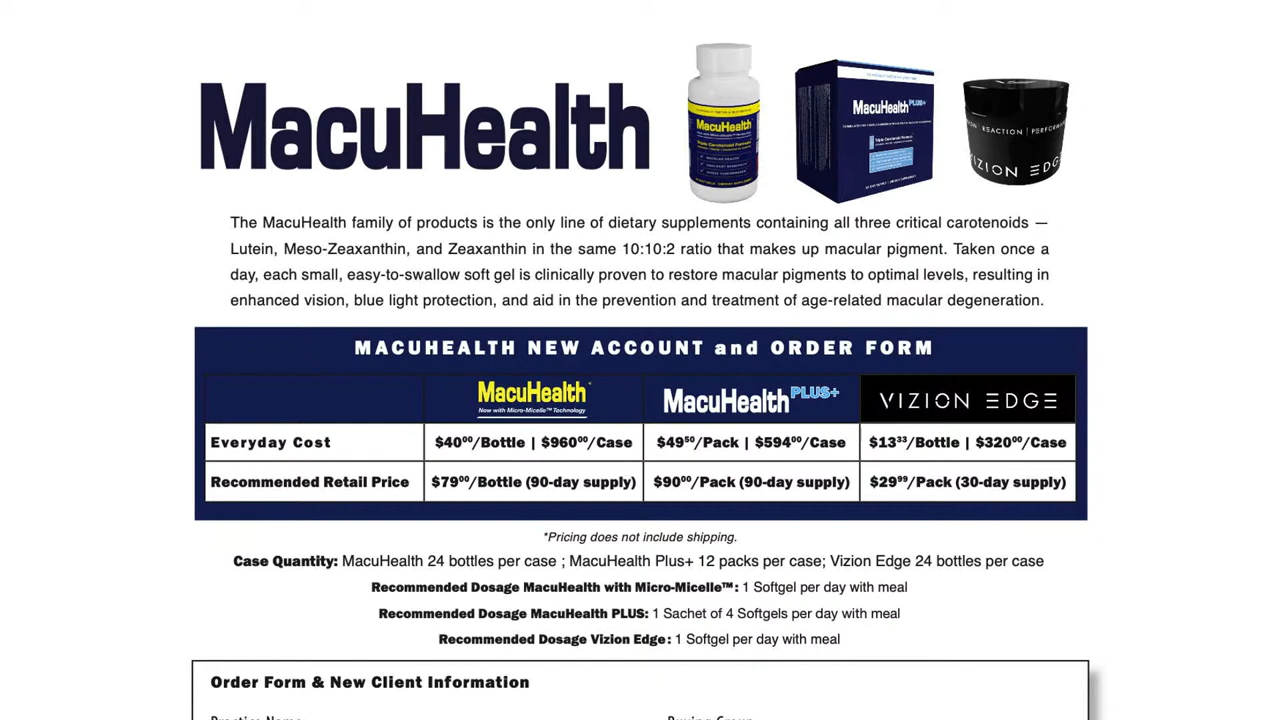 MacuHealth
MacuHealth
MacuHealth PLUS+
VIZION EDGE
The MacuHealth family of products is the only line of dietary supplements containing all three critical carotenoids —
Lutein, Meso-Zeaxanthin, and Zeaxanthin in the same 10:10:2 ratio that makes up macular pigment. Taken once a
day, each small, easy-to-swallow soft gel is clinically proven to restore macular pigments to optimal levels, resulting in
enhanced vision, blue light protection, and aid in the prevention and treatment of age-related macular degeneration.
MACUHEALTH NEW ACCOUNT and ORDER FORM
MacuHealth MacuHealth PLUS+ VIZION EDGE
Now with Micro-Micelle™ Technology
Everyday Cost $40⁰⁰/Bottle | $960⁰⁰/Case $49⁵⁰/Pack | $594⁰⁰/Case $13³³/Bottle | $320⁰⁰/Case
Recommended Retail Price $79⁰⁰/Bottle (90-day supply) $90⁰⁰/Pack (90-day supply) $29⁹⁹/Pack (30-day supply)
*Pricing does not include shipping.
Case Quantity: MacuHealth 24 bottles per case ; MacuHealth Plus+ 12 packs per case; Vizion Edge 24 bottles per case
Recommended Dosage MacuHealth with Micro-Micelle™: 1 Softgel per day with meal
Recommended Dosage MacuHealth PLUS: 1 Sachet of 4 Softgels per day with meal
Recommended Dosage Vizion Edge: 1 Softgel per day with meal
Order Form & New Client Information
Practice Name Buying Group